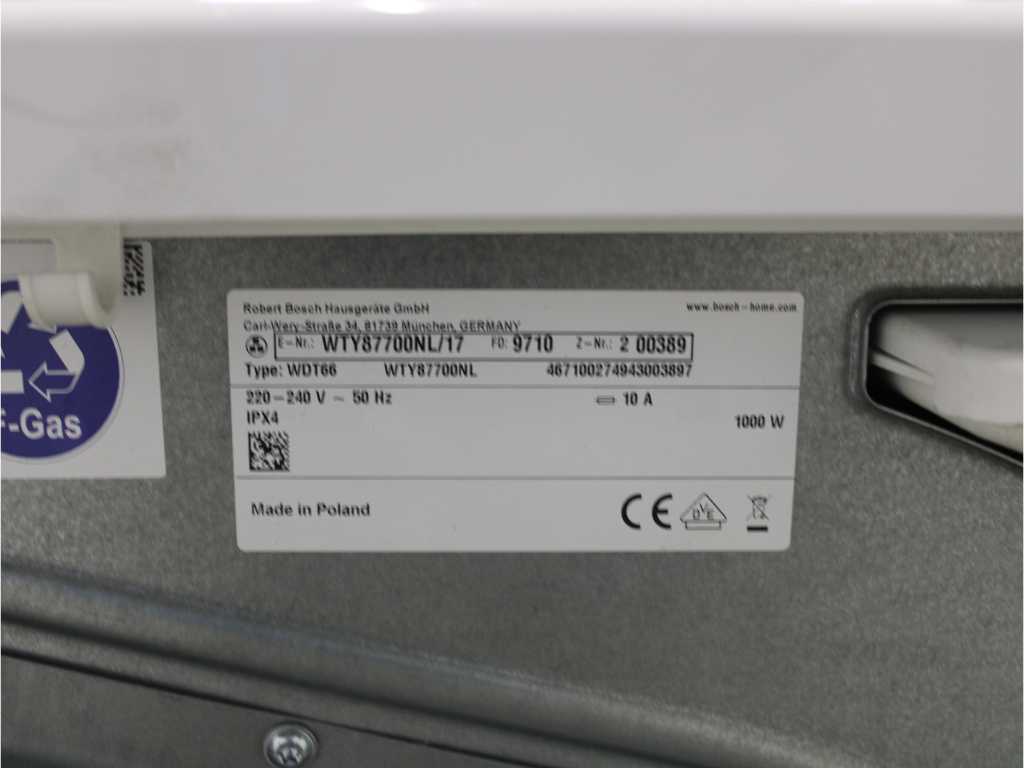 Robert Bosch Hausgeräte GmbH
www.bosch-home.com
Carl-Wery-Straße 34, 81739 München, GERMANY
E-Nr.: WTY87700NL/17 FD: 9710 Z-Nr.: 2 00389
Type: WDT66 WTY87700NL 467100274943003897
220-240 V ~ 50 Hz 10 A
IPX4
1000 W
Made in Poland
CE
DVE
F-Gas